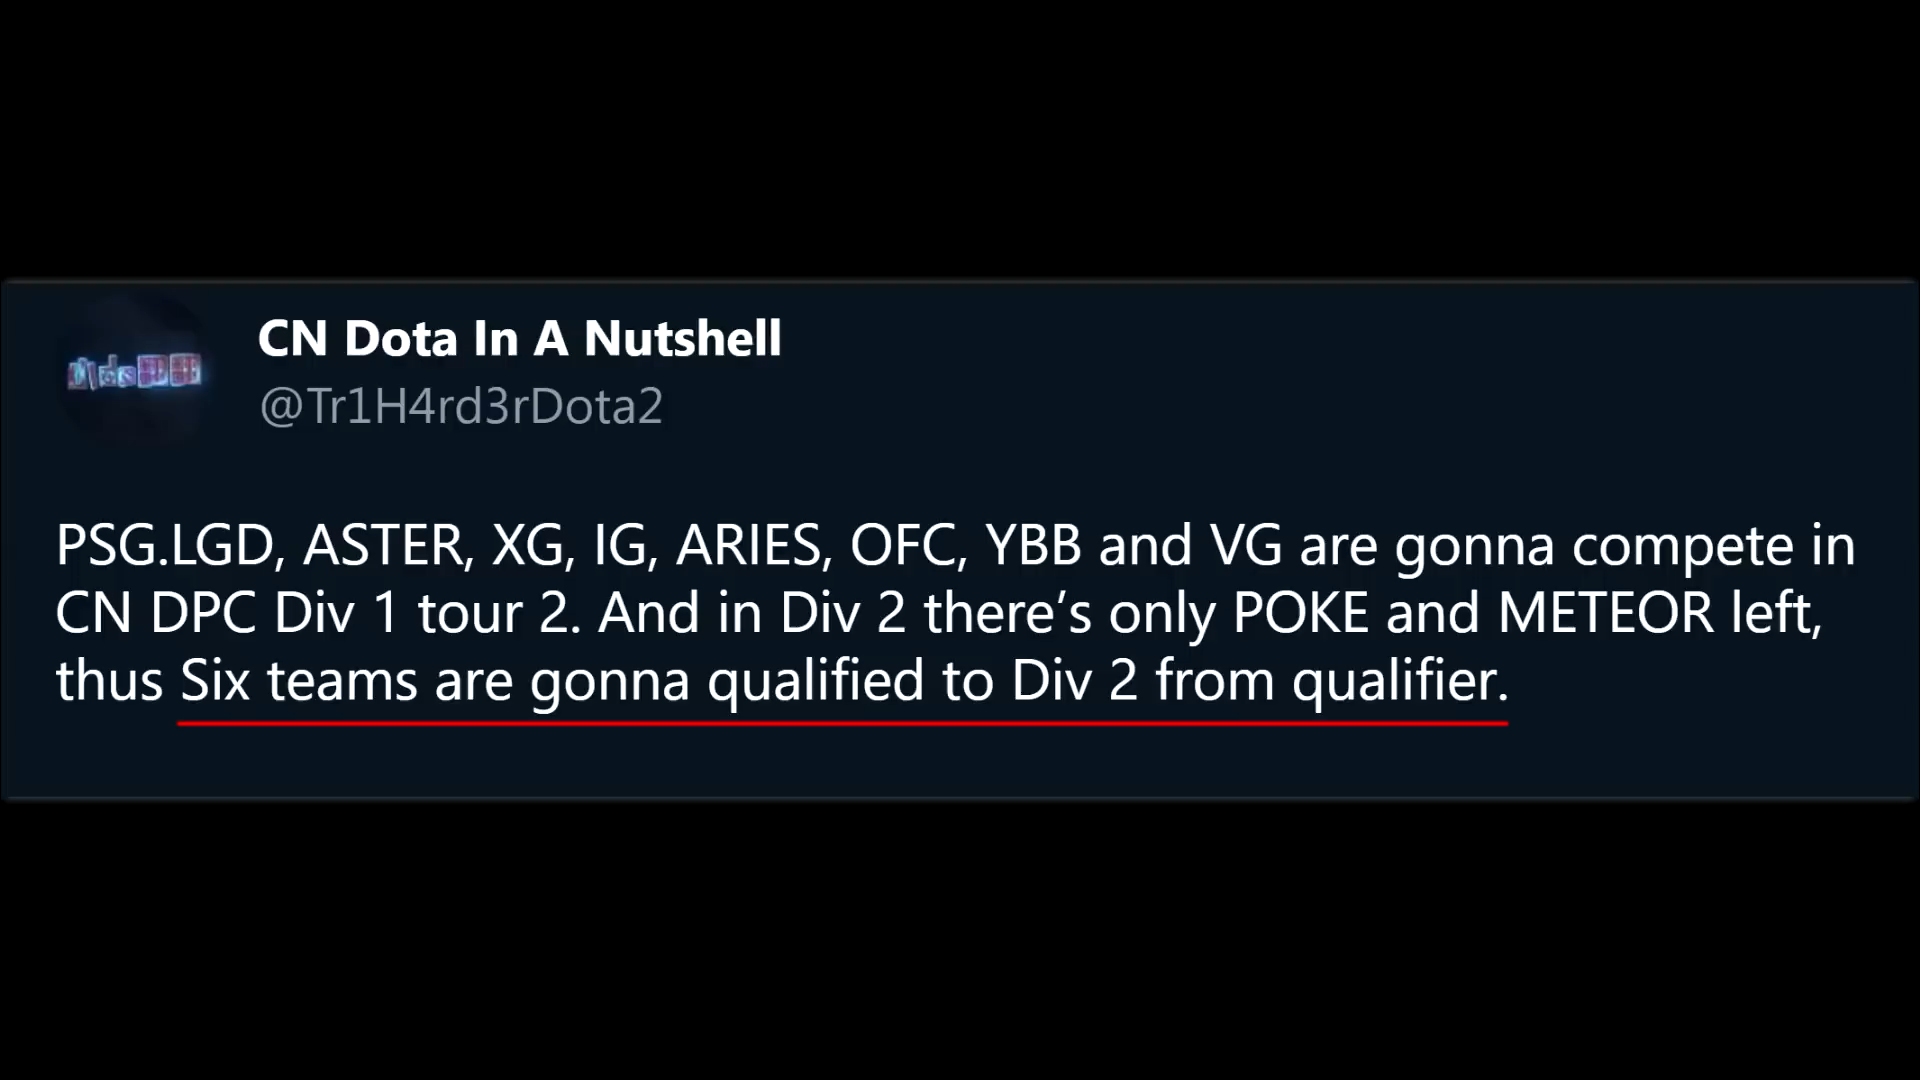 CN Dota In A Nutshell
@Tr1H4rd3rDota2
PSG.LGD, ASTER, XG, IG, ARIES, OFC, YBB and VG are gonna compete in
CN DPC Div 1 tour 2. And in Div 2 there’s only POKE and METEOR left,
thus Six teams are gonna qualified to Div 2 from qualifier.